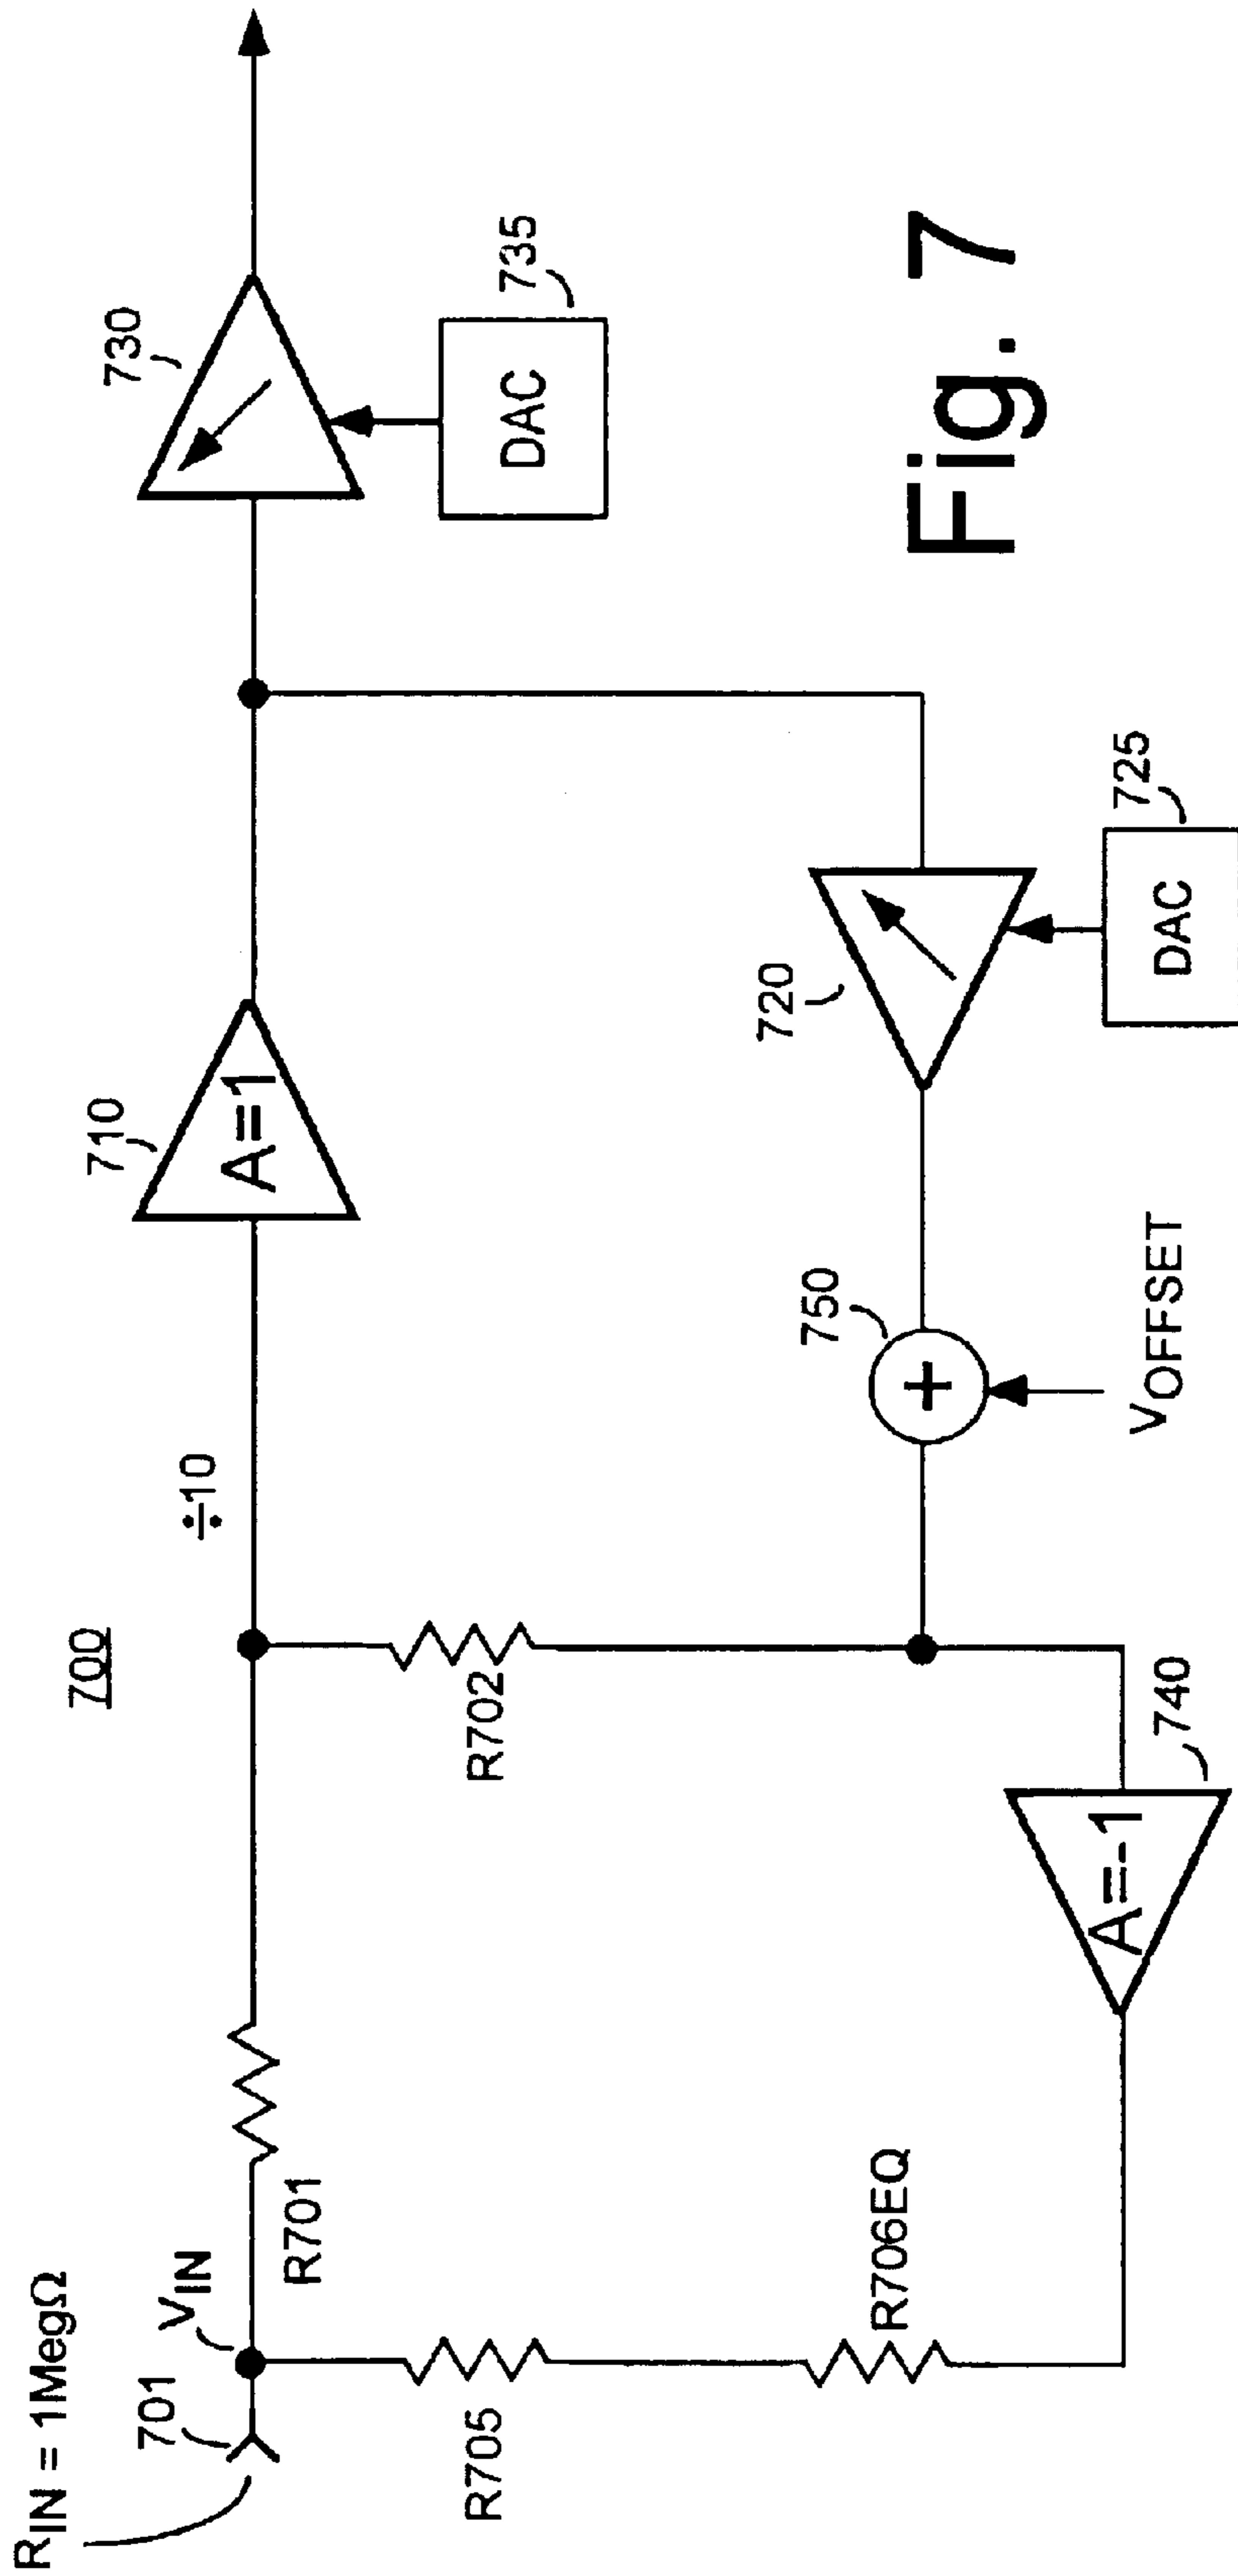 700
R_IN = 1MegΩ
701
V_IN
R701
÷10
710
A=1
730
735
DAC
R705
R706EQ
R702
750
+
V_OFFSET
720
725
DAC
A=-1
740
Fig. 7